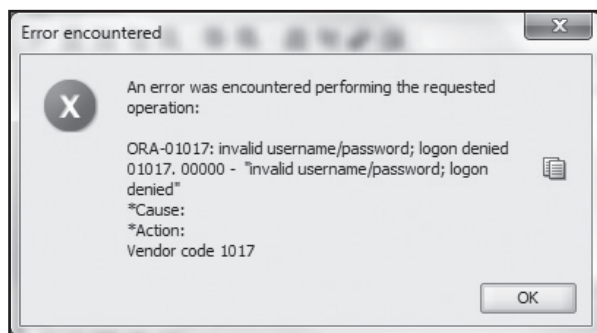 Error encountered
An error was encountered performing the requested
operation:
ORA-01017: invalid username/password; logon denied
01017. 00000 -  "invalid username/password; logon
denied"
*Cause:
*Action:
Vendor code 1017
OK